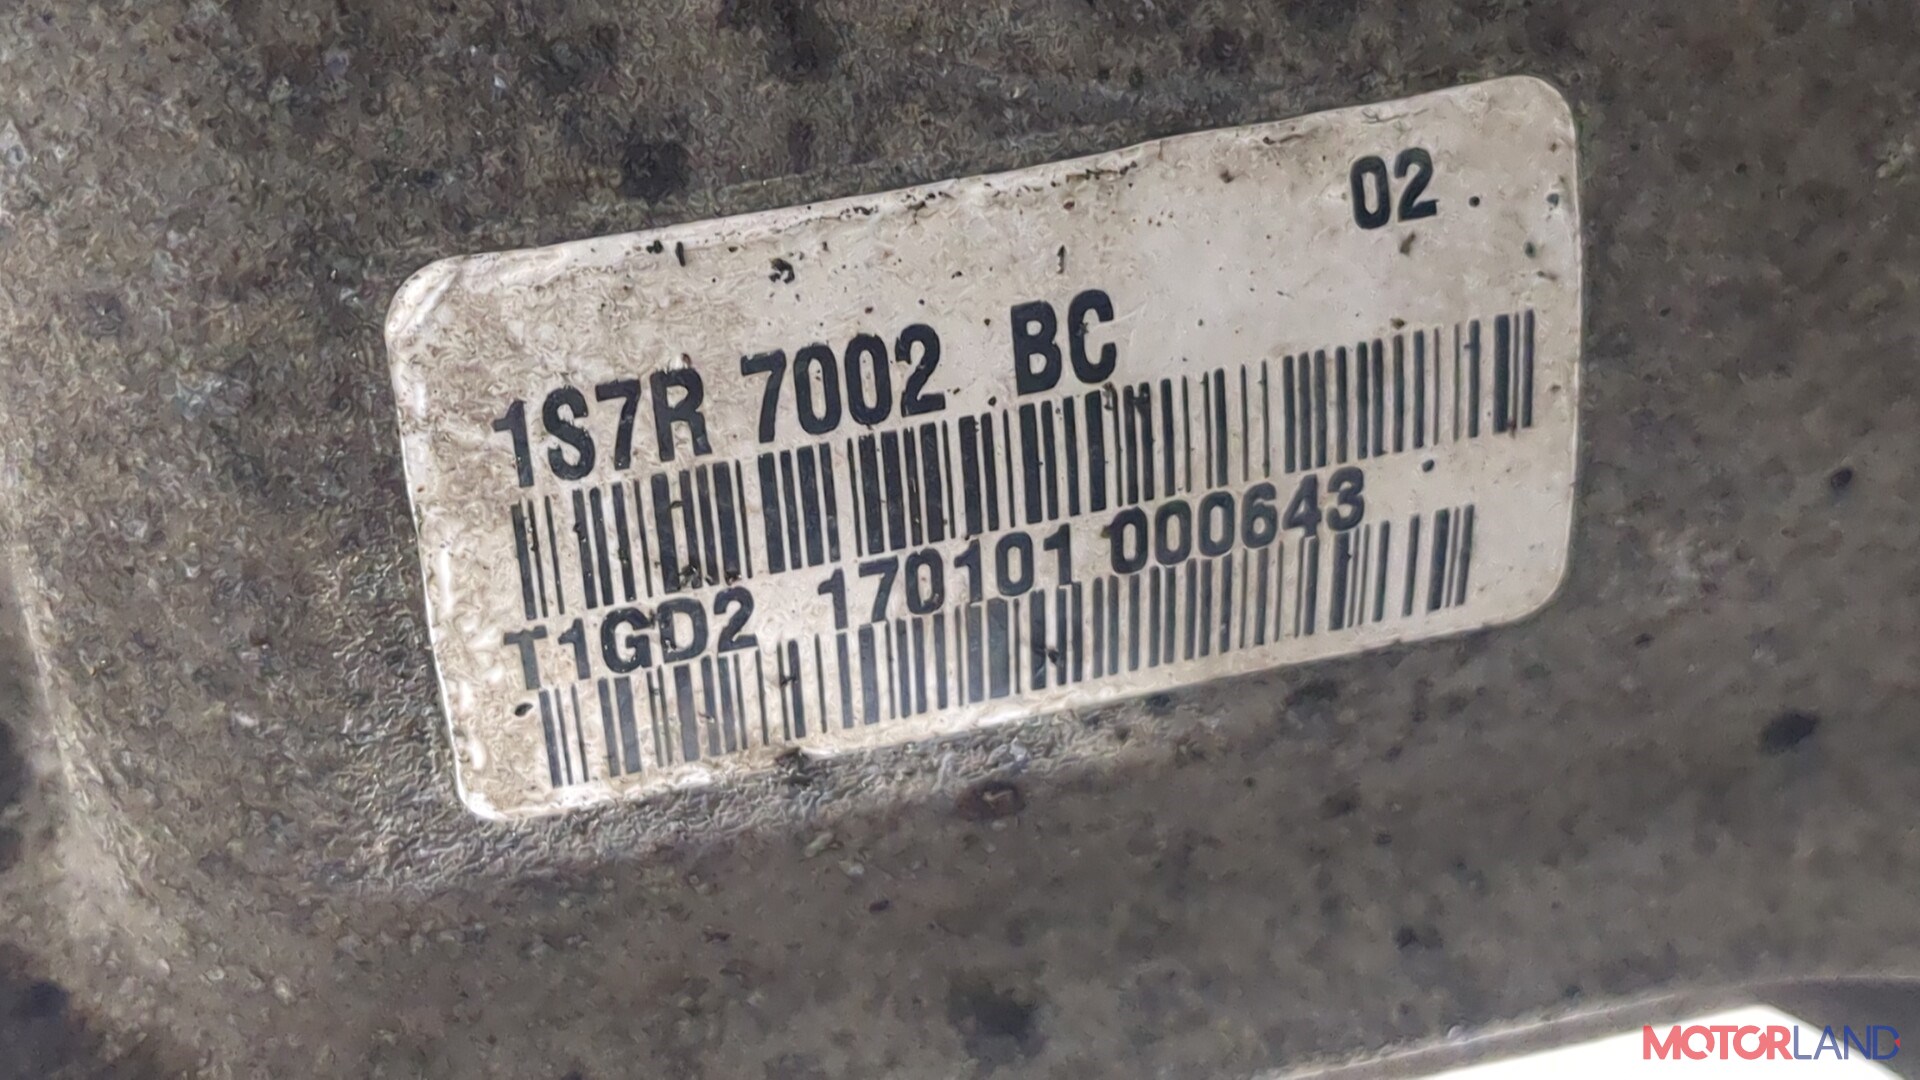 02
1S7R 7002 BC
T1GD2 170101 000643
MOTORLAND